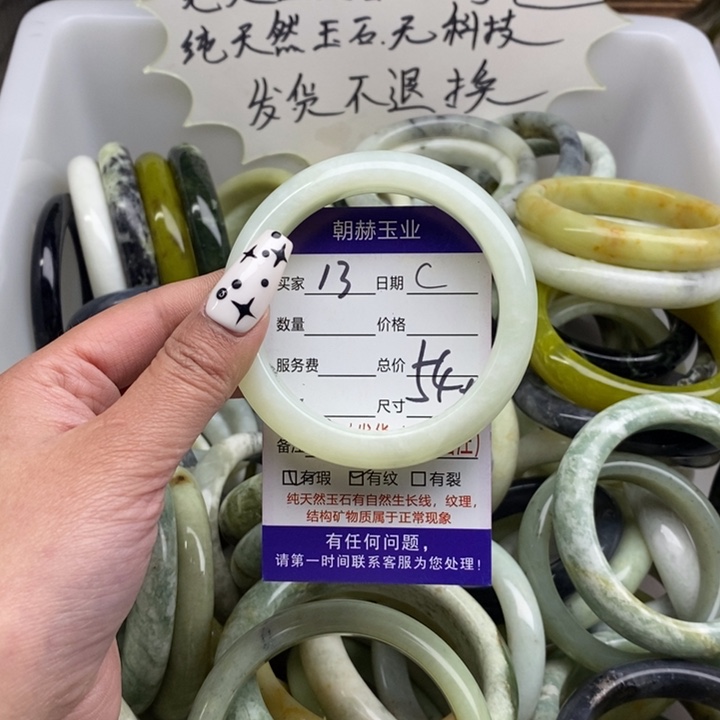 纯天然玉石.无科技
发货不退换
朝赫玉业
买家 13 日期 C
数量 价格
服务费 总价
尺寸 54
备注
有瑕 有纹 有裂
纯天然玉石有自然生长线，纹理，
结构矿物质属于正常现象
有任何问题，
请第一时间联系客服为您处理!